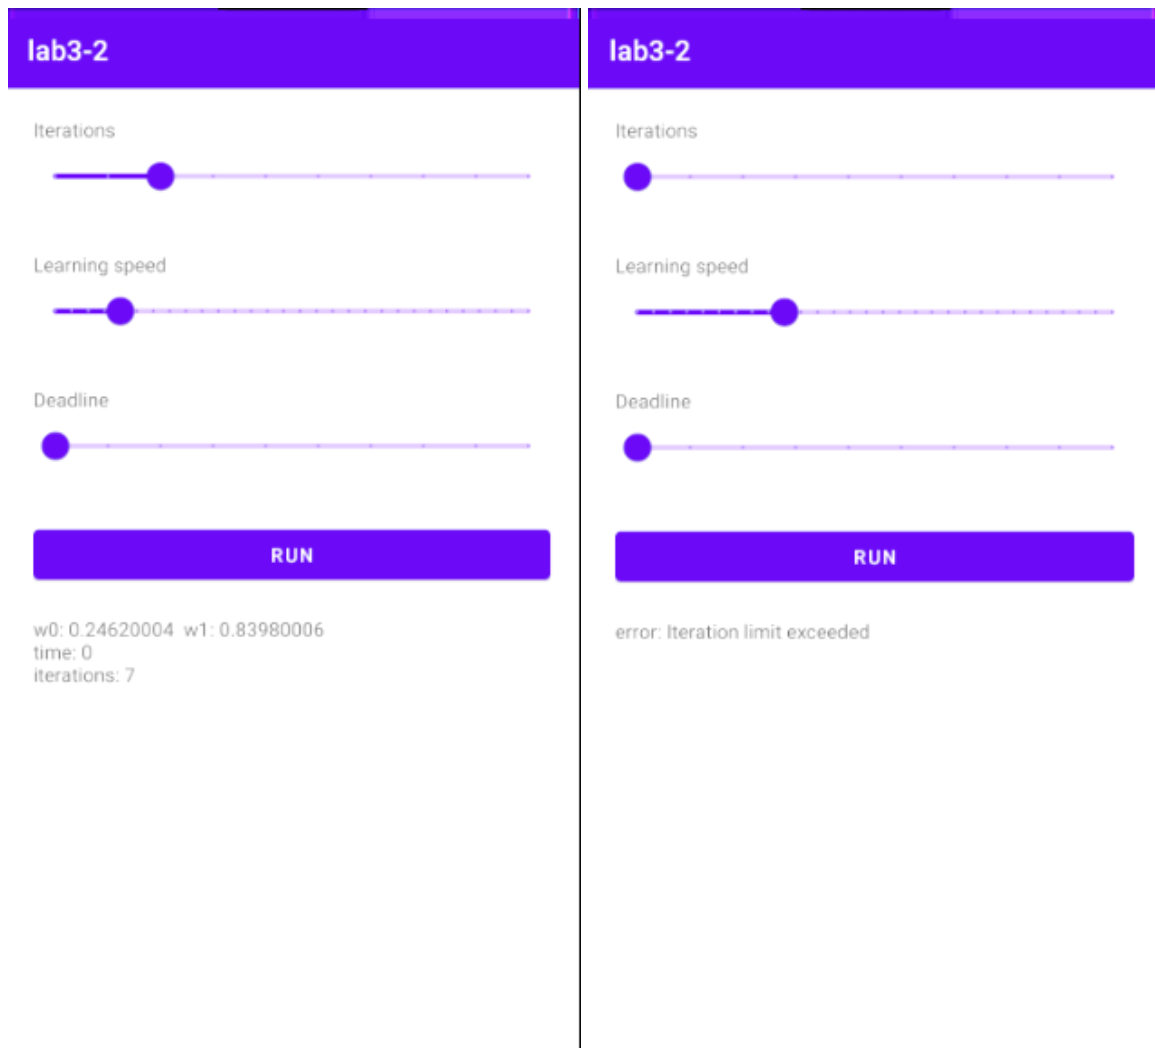 lab3-2
Iterations
Learning speed
Deadline
RUN
w0: 0.24620004  w1: 0.83980006
time: 0
iterations: 7
lab3-2
Iterations
Learning speed
Deadline
RUN
error: Iteration limit exceeded